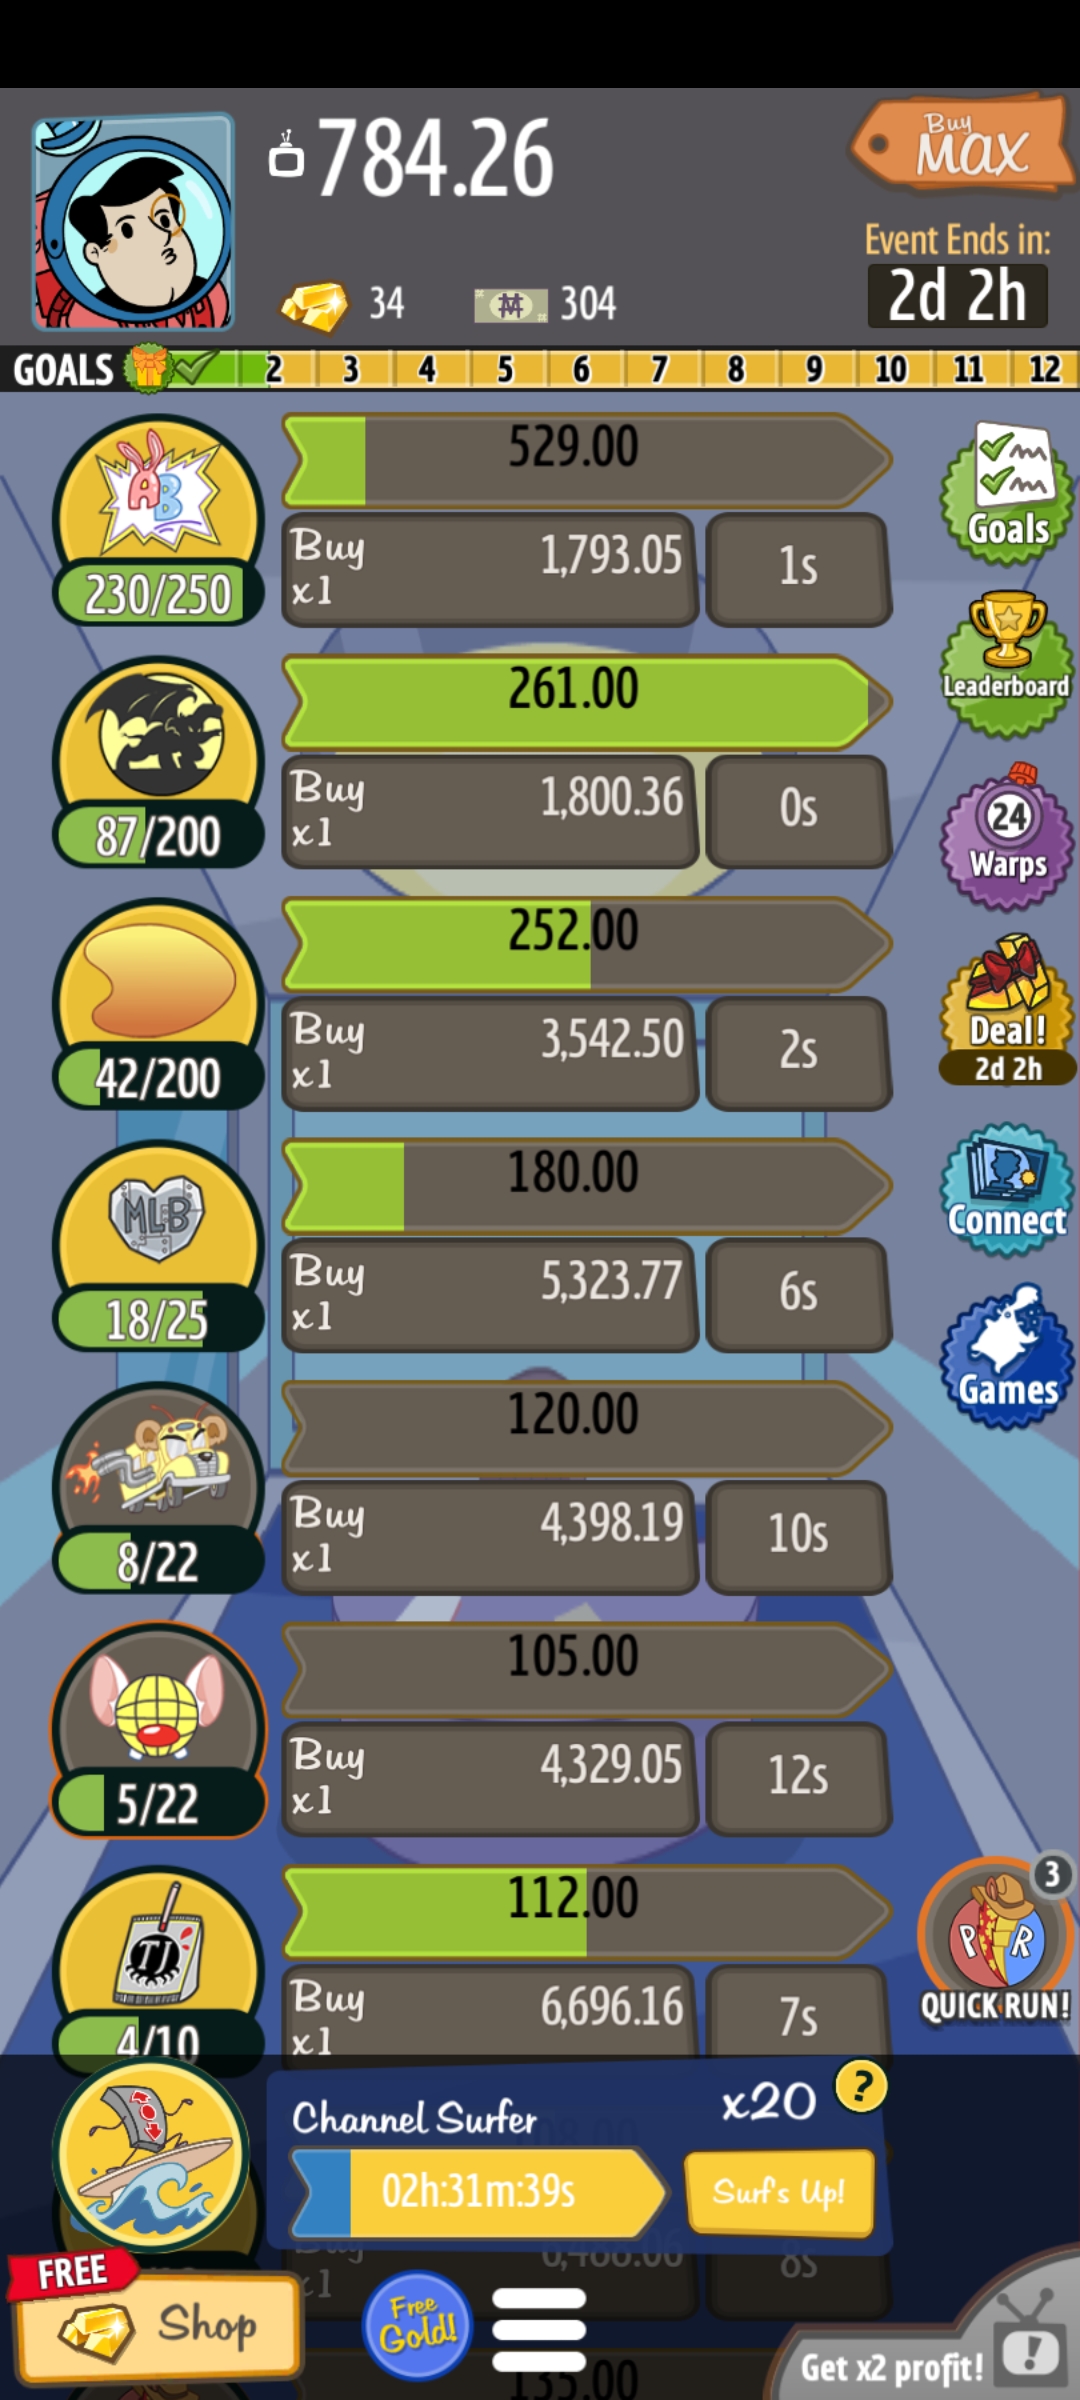 784.26
Buy
MAX
Event Ends in:
2d 2h
34
304
GOALS 2 3 4 5 6 7 8 9 10 11 12
AB
529.00
230/250
Buy
x1
1,793.05
1s
Goals
261.00
87/200
Buy
x1
1,800.36
0s
Leaderboard
24
Warps
252.00
42/200
Buy
x1
3,542.50
2s
Deal!
2d 2h
MLB
180.00
18/25
Buy
x1
5,323.77
6s
Connect
120.00
8/22
Buy
x1
4,398.19
10s
Games
105.00
5/22
Buy
x1
4,329.05
12s
TJ
112.00
4/10
Buy
x1
6,696.16
7s
3
P R
QUICK RUN!
Channel Surfer
x20
?
02h:31m:39s
Surf's Up!
Buy
x1
6,488.06
8s
FREE
Shop
Free
Gold!
135.00
Get x2 profit!
!